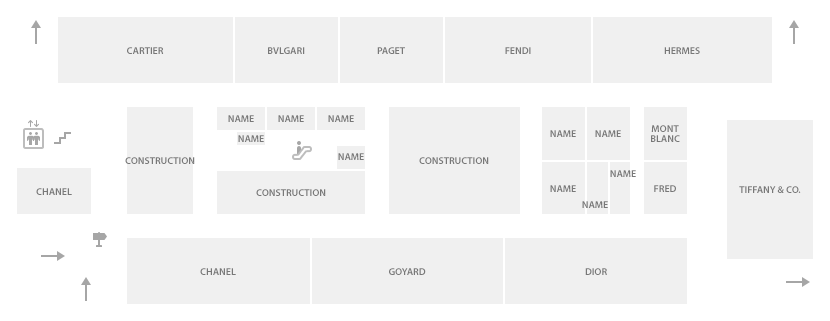 CARTIER
BVLGARI
PAGET
FENDI
HERMES
NAME
NAME
NAME
NAME
NAME
CONSTRUCTION
CONSTRUCTION
CONSTRUCTION
NAME
NAME
NAME
NAME
NAME
MONT
BLANC
FRED
TIFFANY & CO.
CHANEL
CHANEL
GOYARD
DIOR